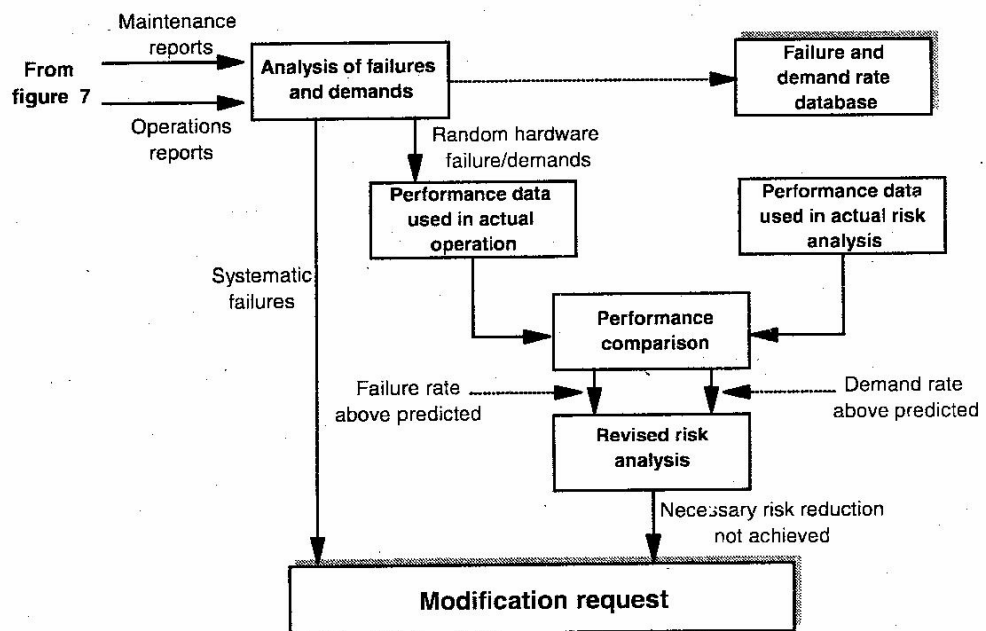 Maintenance
reports
From
figure 7
Operations
reports
Analysis of failures
and demands
Failure and
demand rate
database
Random hardware
failure/demands
Performance data
used in actual
operation
Performance data
used in actual risk
analysis
Systematic
failures
Performance
comparison
Failure rate
above predicted
Demand rate
above predicted
Revised risk
analysis
Necessary risk reduction
not achieved
Modification request